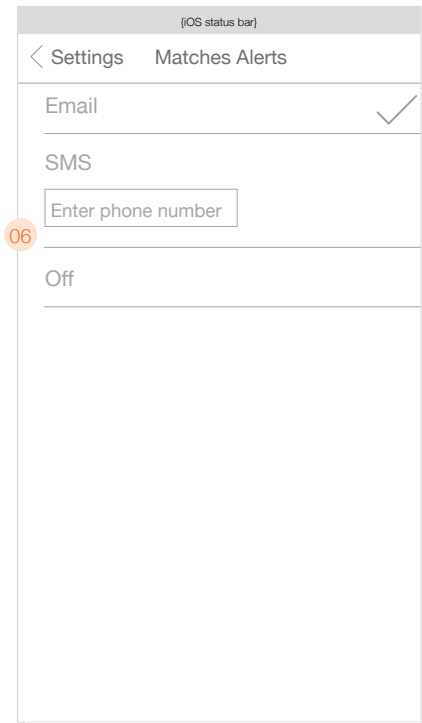 {iOS status bar}
Settings Matches Alerts
Email
SMS
Enter phone number
06
Off